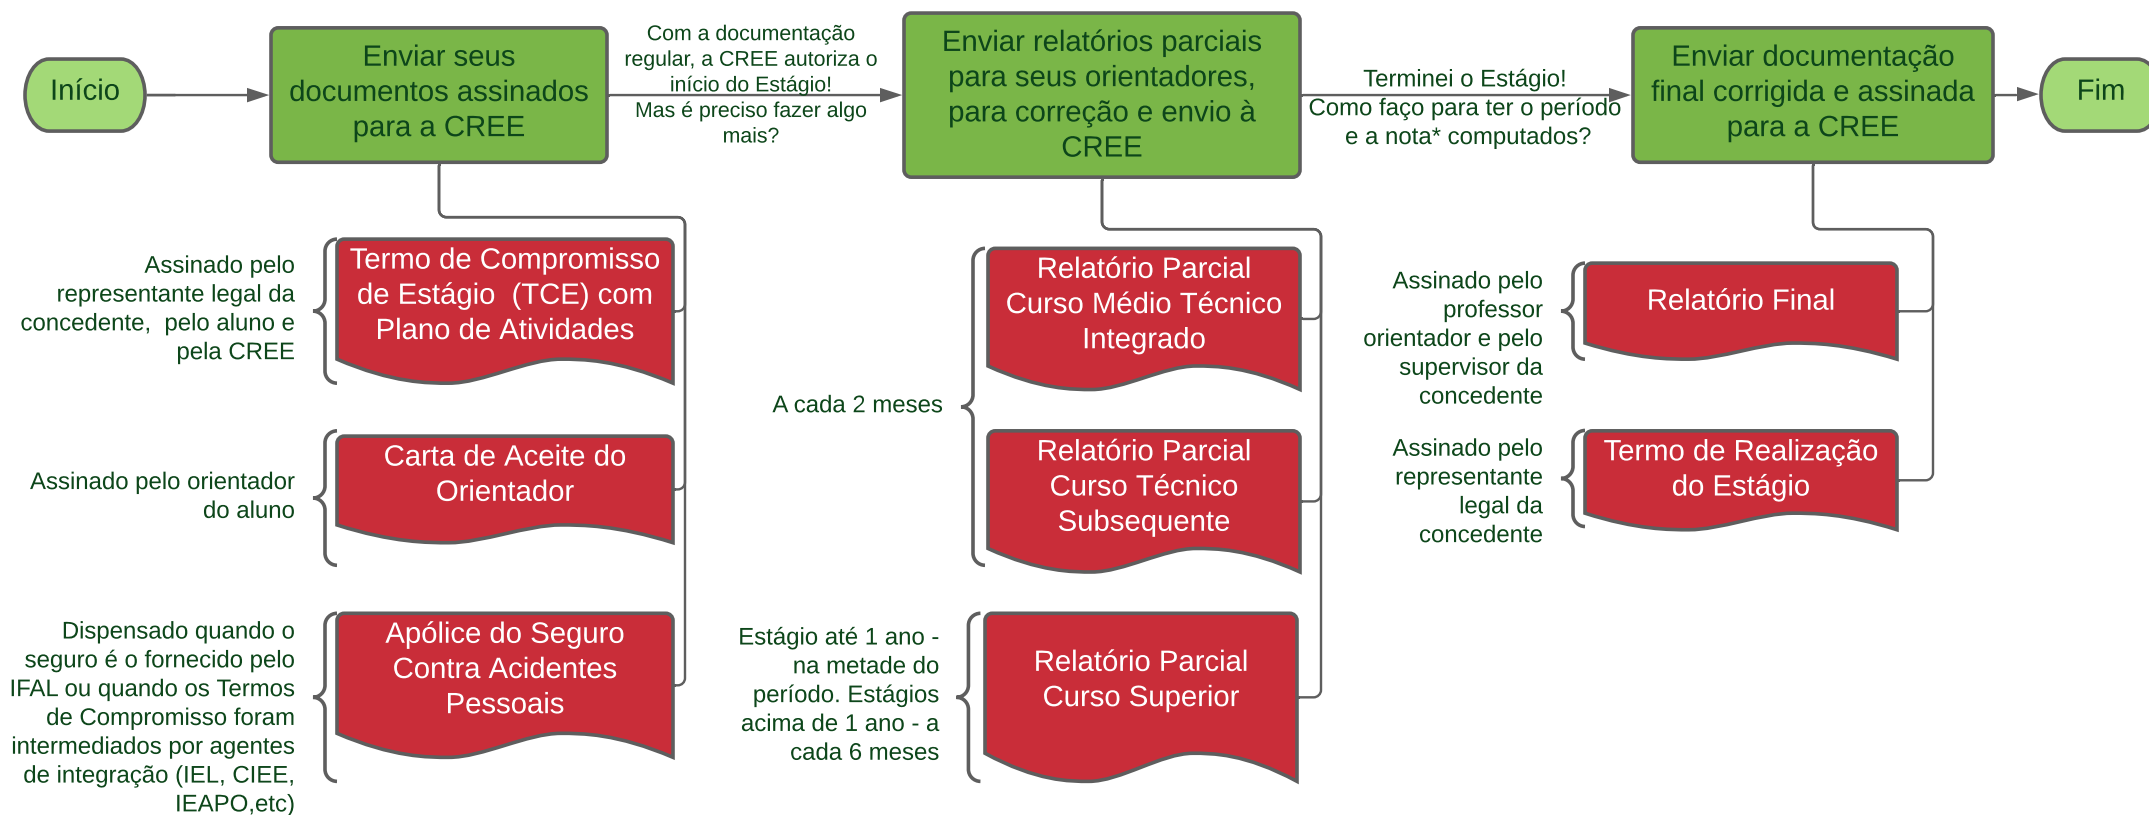 Início
Enviar seus
documentos assinados
para a CREE
Com a documentação
regular, a CREE autoriza o
início do Estágio!
Mas é preciso fazer algo
mais?
Enviar relatórios parciais
para seus orientadores,
para correção e envio à
CREE
Terminei o Estágio!
Como faço para ter o período
e a nota* computados?
Enviar documentação
final corrigida e assinada
para a CREE
Fim
Assinado pelo
representante legal da
concedente,  pelo aluno e
pela CREE
Termo de Compromisso
de Estágio  (TCE) com
Plano de Atividades
Assinado pelo orientador
do aluno
Carta de Aceite do
Orientador
Dispensado quando o
seguro é o fornecido pelo
IFAL ou quando os Termos
de Compromisso foram
intermediados por agentes
de integração (IEL, CIEE,
IEAPO,etc)
Apólice do Seguro
Contra Acidentes
Pessoais
A cada 2 meses
Relatório Parcial
Curso Médio Técnico
Integrado
Relatório Parcial
Curso Técnico
Subsequente
Estágio até 1 ano -
na metade do
período. Estágios
acima de 1 ano - a
cada 6 meses
Relatório Parcial
Curso Superior
Assinado pelo
professor
orientador e pelo
supervisor da
concedente
Relatório Final
Assinado pelo
representante
legal da
concedente
Termo de Realização
do Estágio